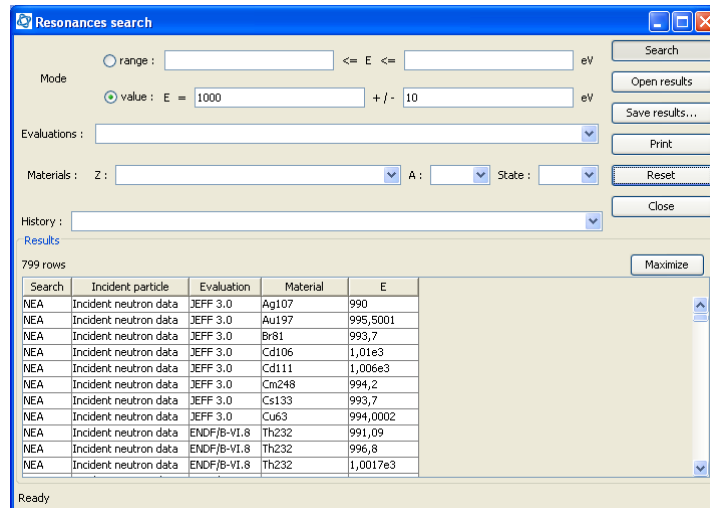 Resonances search
range : <= E <= eV
Mode
value : E = 1000 + / - 10 eV
Evaluations :
Materials : Z : A : State :
History :
Search
Open results
Save results...
Print
Reset
Close
Results
799 rows
Maximize
Search Incident particle Evaluation Material E
NEA Incident neutron data JEFF 3.0 Ag107 990
NEA Incident neutron data JEFF 3.0 Au197 995,5001
NEA Incident neutron data JEFF 3.0 Br81 993,7
NEA Incident neutron data JEFF 3.0 Cd106 1,01e3
NEA Incident neutron data JEFF 3.0 Cd111 1,006e3
NEA Incident neutron data JEFF 3.0 Cm248 994,2
NEA Incident neutron data JEFF 3.0 Cs133 993,7
NEA Incident neutron data JEFF 3.0 Cu63 994,0002
NEA Incident neutron data ENDF/B-VI.8 Th232 991,09
NEA Incident neutron data ENDF/B-VI.8 Th232 996,8
NEA Incident neutron data ENDF/B-VI.8 Th232 1,0017e3
Ready